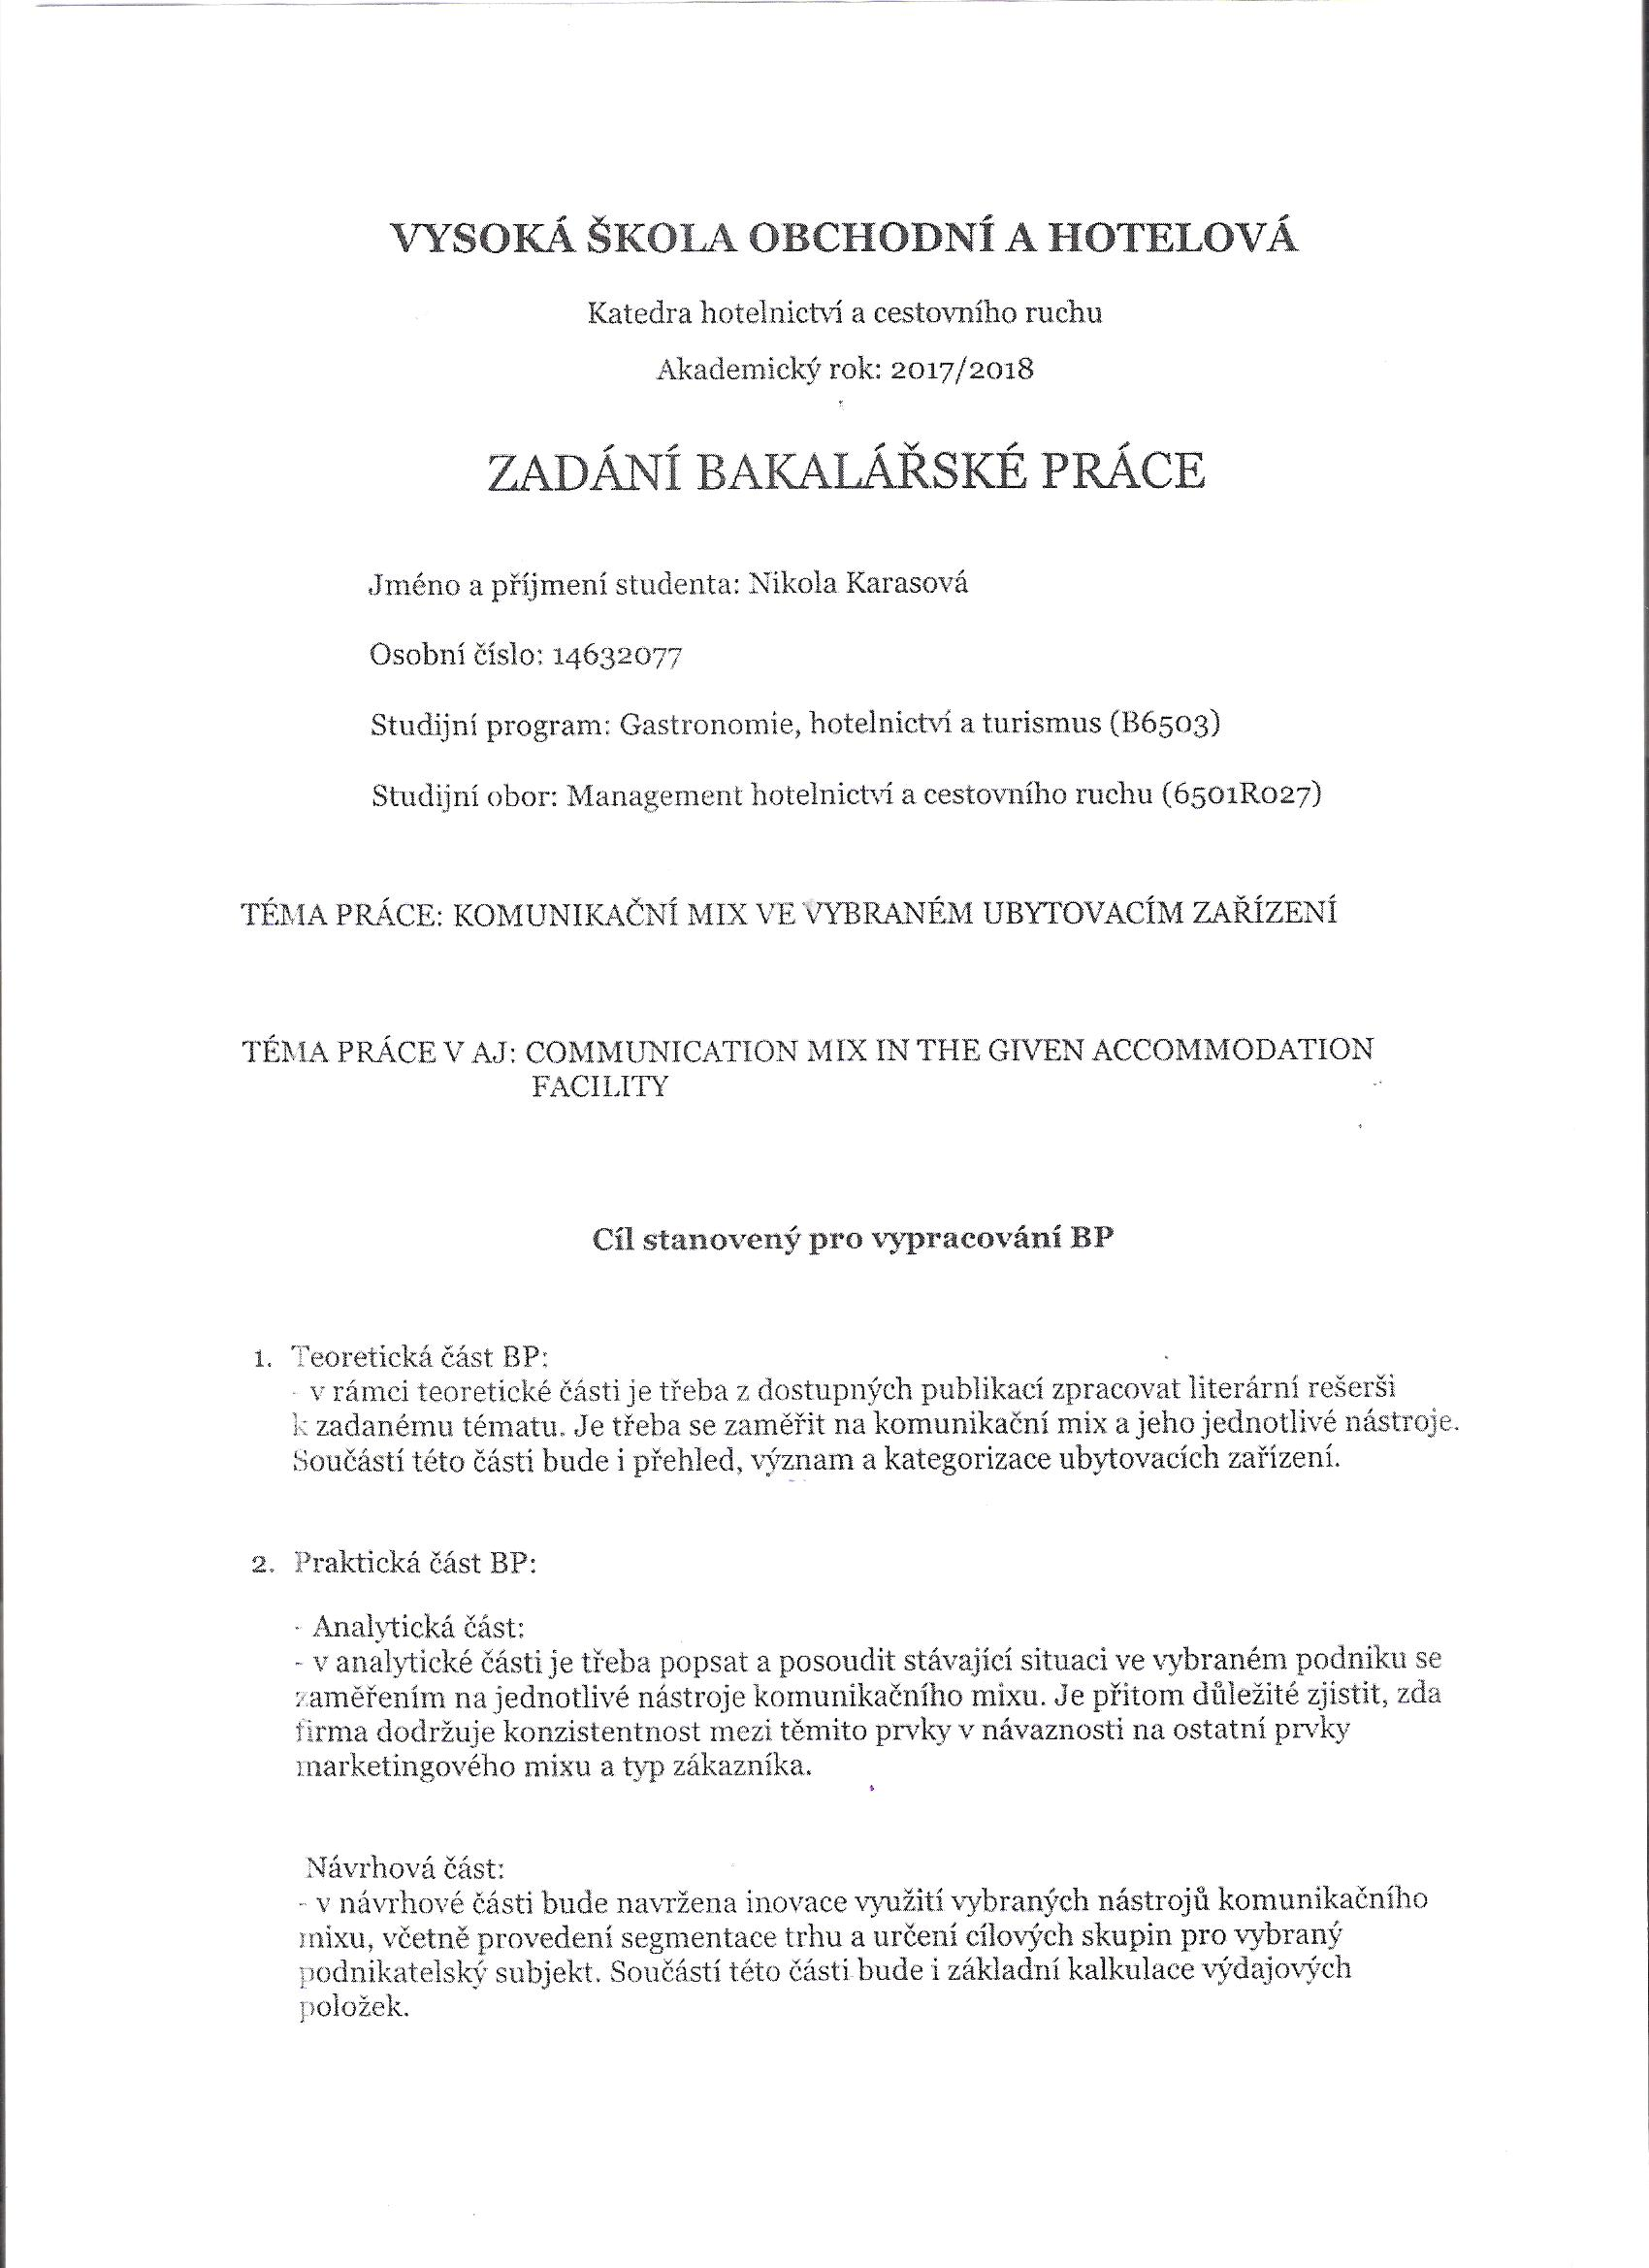 VYSOKÁ ŠKOLA OBCHODNÍ A HOTELOVÁ
Katedra hotelnictví a cestovního ruchu
Akademický rok: 2017/2018
ZADÁNÍ BAKALÁŘSKÉ PRÁCE
Jméno a příjmení studenta: Nikola Karasová
Osobní číslo: 14632077
Studijní program: Gastronomie, hotelnictví a turismus (B6503)
Studijní obor: Management hotelnictví a cestovního ruchu (6501R027)
TÉMA PRÁCE: KOMUNIKAČNÍ MIX VE VYBRANÉM UBYTOVACÍM ZAŘÍZENÍ
TÉMA PRÁCE V AJ: COMMUNICATION MIX IN THE GIVEN ACCOMMODATION
FACILITY
Cíl stanovený pro vypracování BP
1. Teoretická část BP:
- v rámci teoretické části je třeba z dostupných publikací zpracovat literární rešerši
k zadanému tématu. Je třeba se zaměřit na komunikační mix a jeho jednotlivé nástroje.
Součástí této části bude i přehled, význam a kategorizace ubytovacích zařízení.
2. Praktická část BP:
- Analytická část:
- v analytické části je třeba popsat a posoudit stávající situaci ve vybraném podniku se
zaměřením na jednotlivé nástroje komunikačního mixu. Je přitom důležité zjistit, zda
firma dodržuje konzistentnost mezi těmito prvky v návaznosti na ostatní prvky
marketingového mixu a typ zákazníka.
Návrhová část:
- v návrhové části bude navržena inovace využití vybraných nástrojů komunikačního
mixu, včetně provedení segmentace trhu a určení cílových skupin pro vybraný
podnikatelský subjekt. Součástí této části bude i základní kalkulace výdajových
položek.